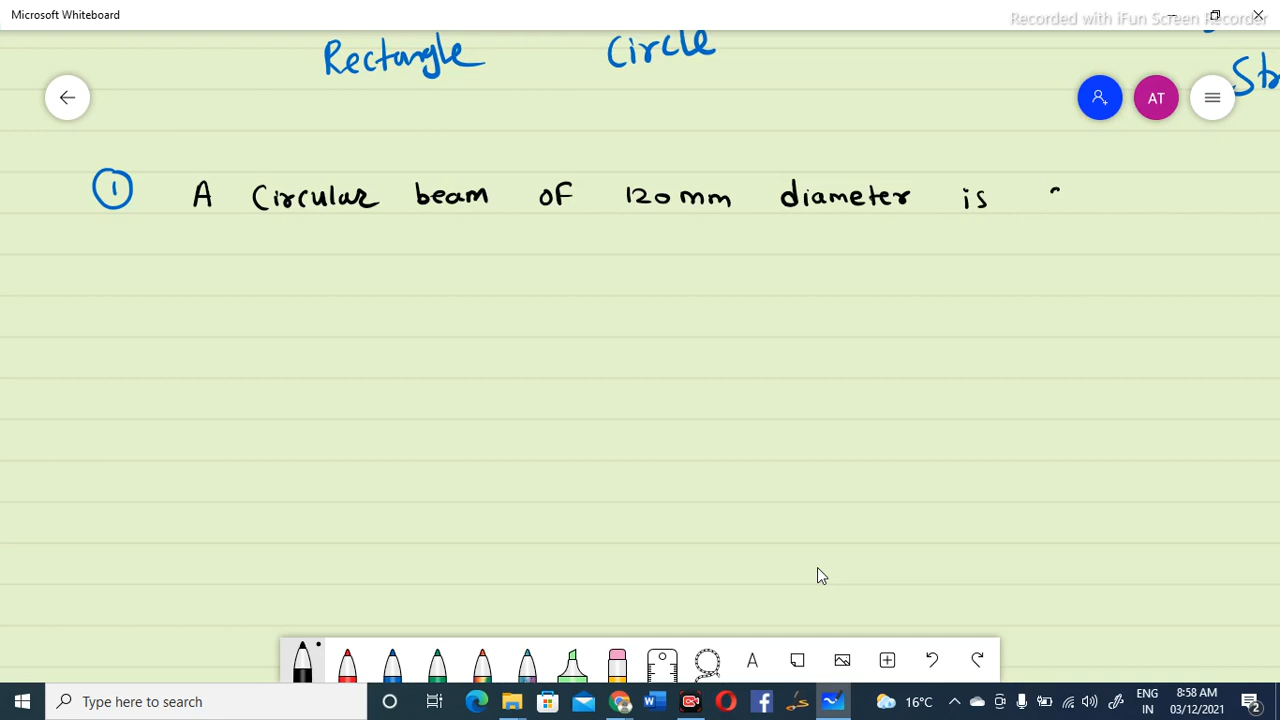 Microsoft Whiteboard
Recorded with iFun Screen Recorder
Rectangle Circle
AT
1 A Circular beam of 120mm diameter is
A
Type here to search
W
16°C
ENG
IN
8:58 AM
03/12/2021
2